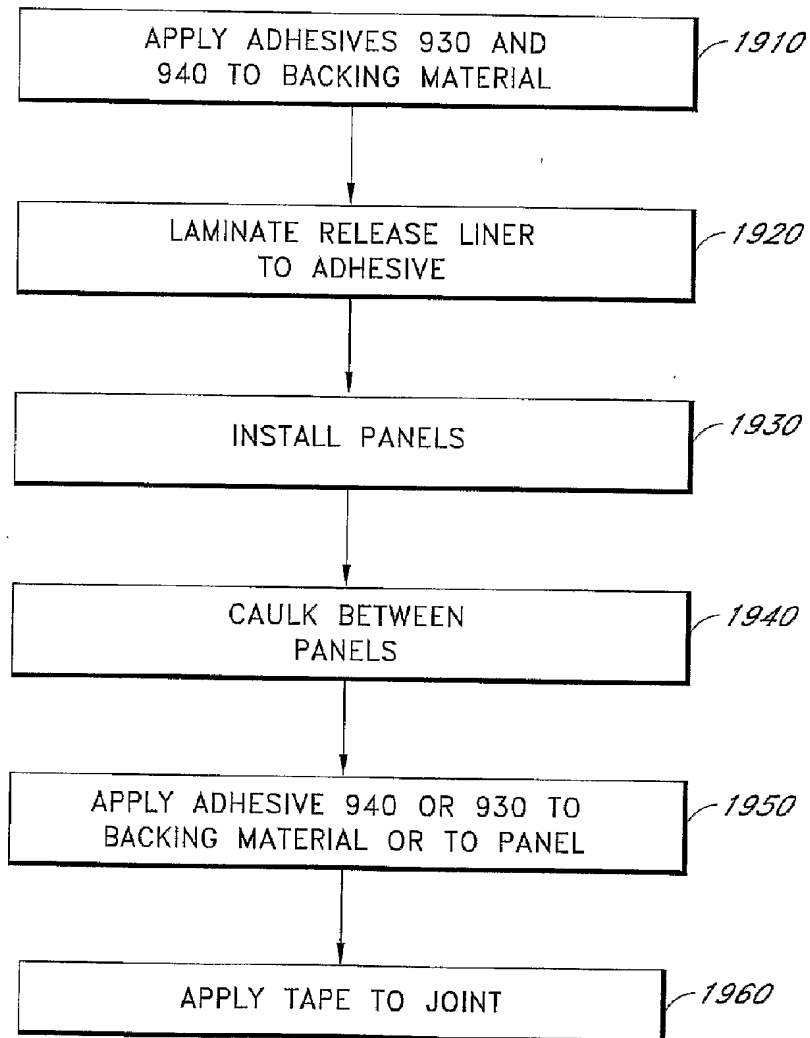 APPLY ADHESIVES 930 AND
940 TO BACKING MATERIAL
1910
LAMINATE RELEASE LINER
TO ADHESIVE
1920
INSTALL PANELS
1930
CAULK BETWEEN
PANELS
1940
APPLY ADHESIVE 940 OR 930 TO
BACKING MATERIAL OR TO PANEL
1950
APPLY TAPE TO JOINT
1960